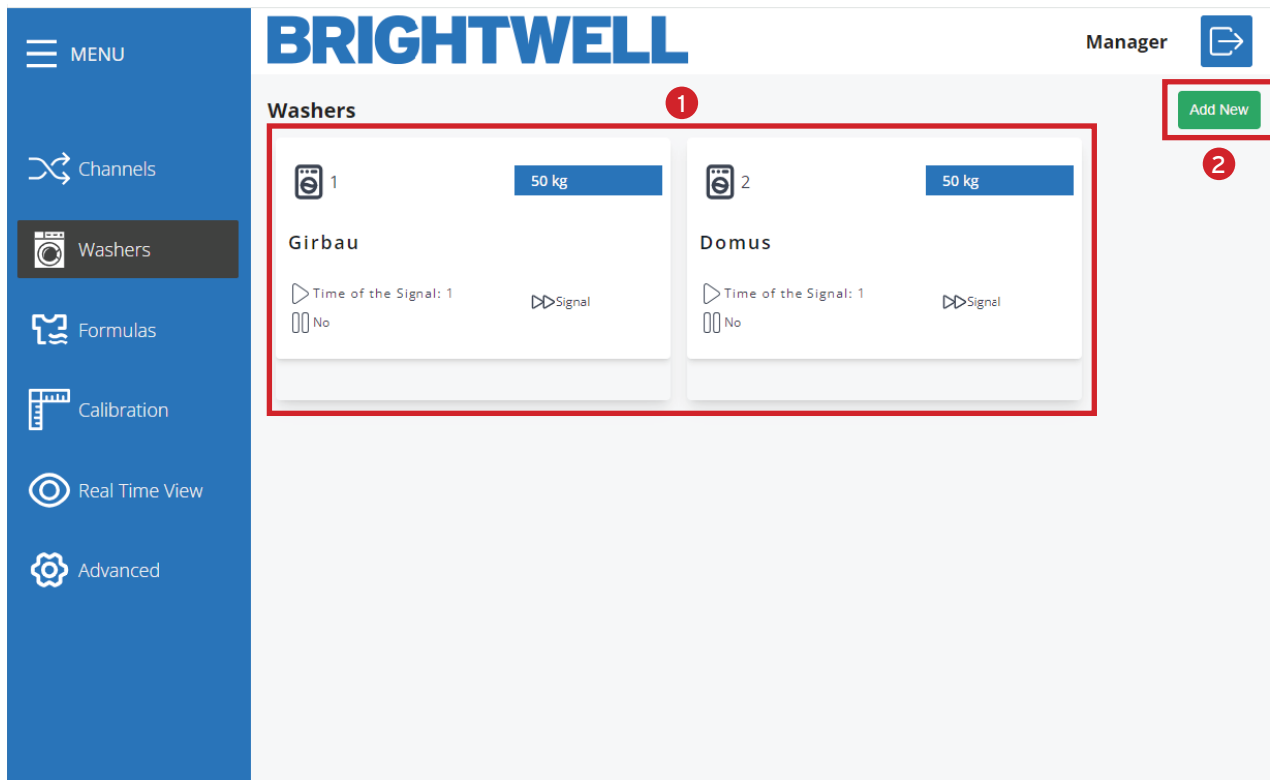 MENU
BRIGHTWELL
Manager
Washers
1
Add New
2
Channels
Washers
Formulas
Calibration
Real Time View
Advanced
1
50 kg
Girbau
Time of the Signal: 1
Signal
No
2
50 kg
Domus
Time of the Signal: 1
Signal
No